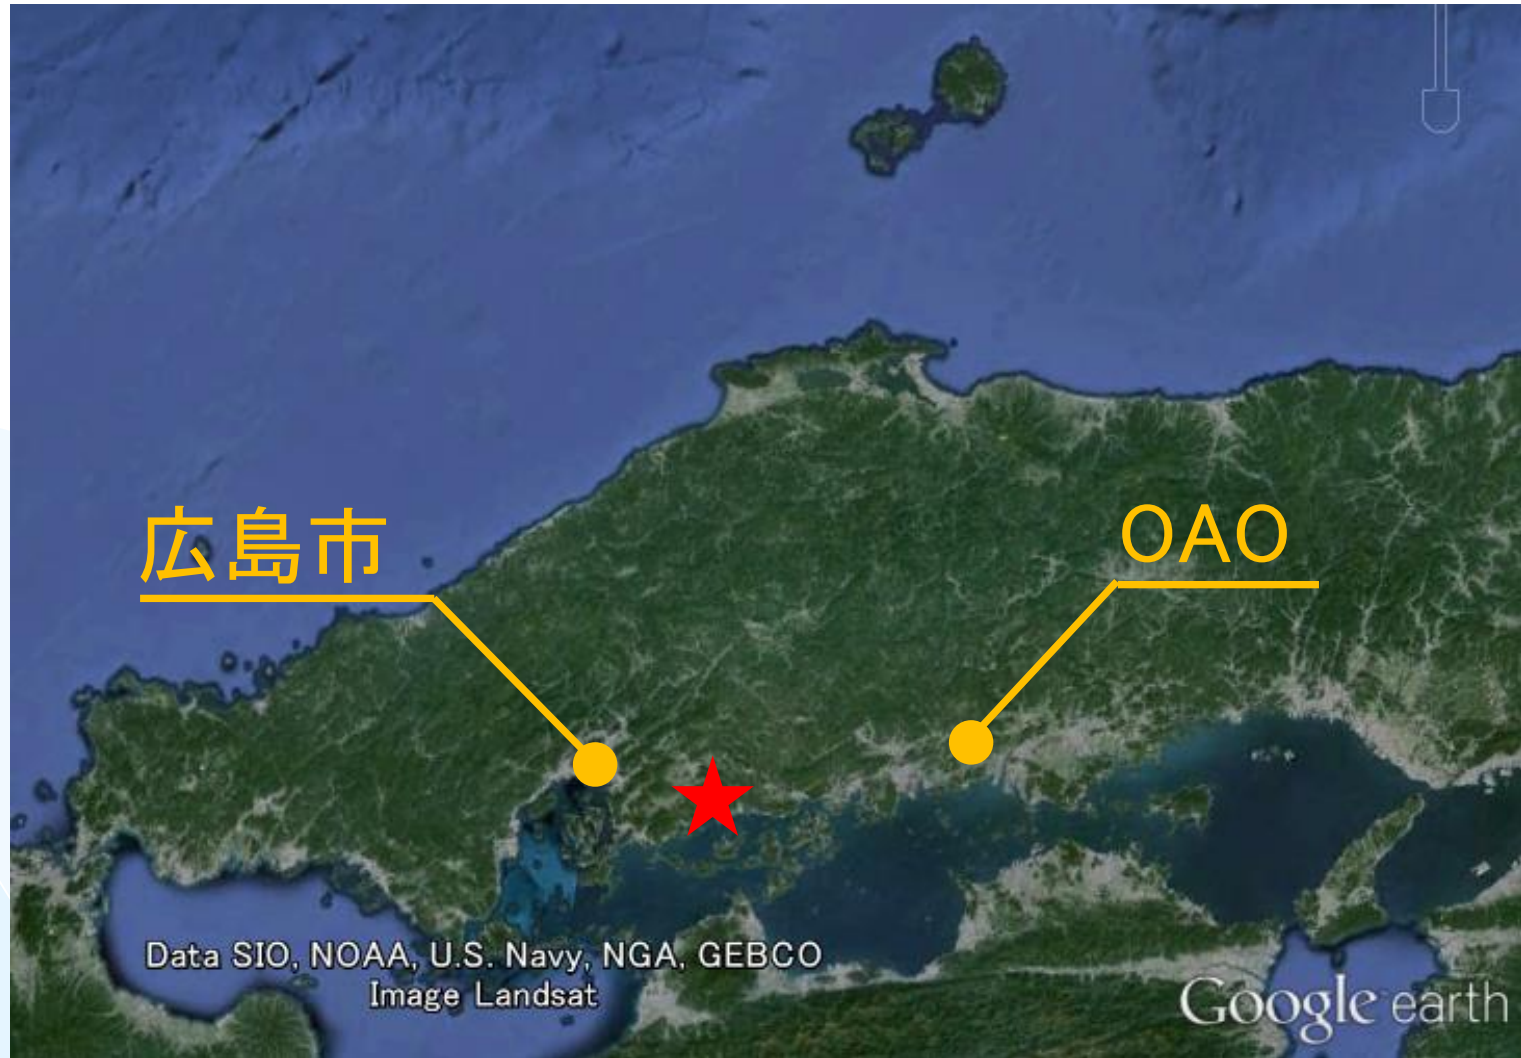 広島市
OAO
Data SIO, NOAA, U.S. Navy, NGA, GEBCO
Image Landsat
Google earth